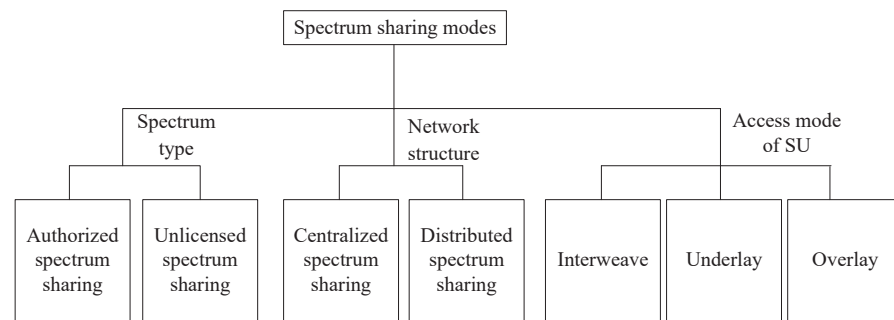 Spectrum sharing modes
Spectrum
type
Network
structure
Access mode
of SU
Authorized
spectrum
sharing
Unlicensed
spectrum
sharing
Centralized
spectrum
sharing
Distributed
spectrum
sharing
Interweave
Underlay
Overlay